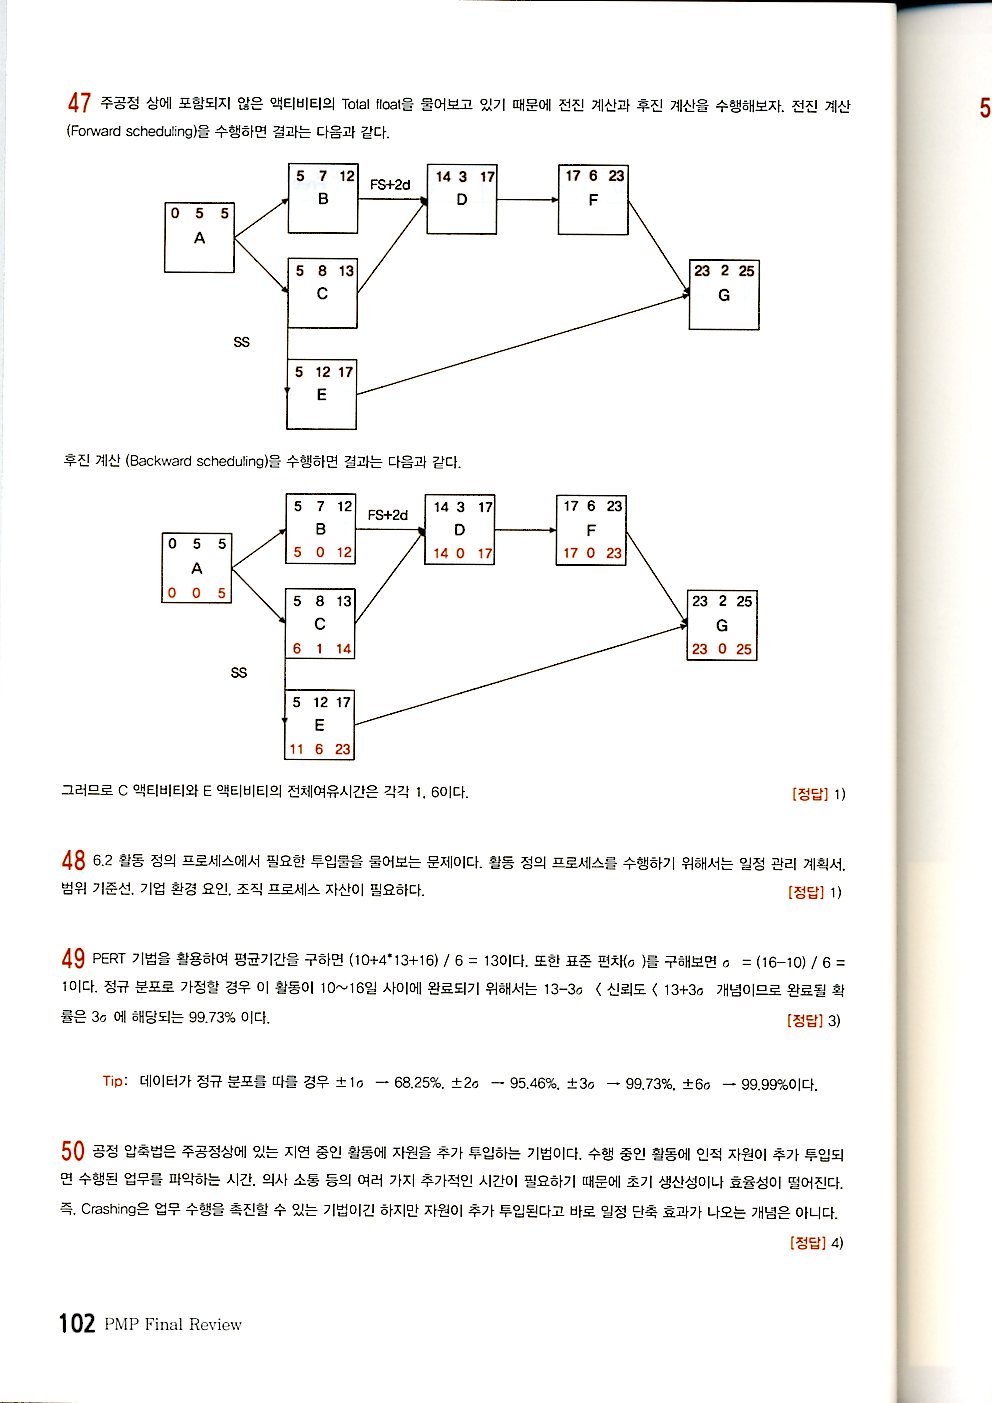 47 주공정 상에 포함되지 않은 액티비티의 Total float을 물어보고 있기 때문에 전진 계산과 후진 계산을 수행해보자. 전진 계산
(Forward scheduling)을 수행하면 결과는 다음과 같다.
5 7 12
B
FS+2d
14 3 17
D
17 6 23
F
0 5 5
A
5 8 13
C
23 2 25
G
SS
5 12 17
E
후진 계산 (Backward scheduling)을 수행하면 결과는 다음과 같다.
5 7 12
B
5 0 12
FS+2d
14 3 17
D
14 0 17
17 6 23
F
17 0 23
0 5 5
A
0 0 5
5 8 13
C
6 1 14
23 2 25
G
23 0 25
SS
5 12 17
E
11 6 23
그러므로 C 액티비티와 E 액티비티의 전체여유시간은 각각 1, 6이다. [정답] 1)
48 6.2 활동 정의 프로세스에서 필요한 투입물을 물어보는 문제이다. 활동 정의 프로세스를 수행하기 위해서는 일정 관리 계획서,
범위 기준선, 기업 환경 요인, 조직 프로세스 자산이 필요하다. [정답] 1)
49 PERT 기법을 활용하여 평균기간을 구하면 (10+4*13+16) / 6 = 13이다. 또한 표준 편차(σ )를 구해보면 σ = (16-10) / 6 =
1이다. 정규 분포로 가정할 경우 이 활동이 10~16일 사이에 완료되기 위해서는 13-3σ < 신뢰도 < 13+3σ 개념이므로 완료될 확
률은 3σ 에 해당되는 99.73% 이다. [정답] 3)
Tip: 데이터가 정규 분포를 따를 경우 ±1σ → 68.25%, ±2σ → 95.46%, ±3σ → 99.73%, ±6σ → 99.99%이다.
50 공정 압축법은 주공정상에 있는 지연 중인 활동에 자원을 추가 투입하는 기법이다. 수행 중인 활동에 인적 자원이 추가 투입되
면 수행된 업무를 파악하는 시간, 의사 소통 등의 여러 가지 추가적인 시간이 필요하기 때문에 초기 생산성이나 효율성이 떨어진다.
즉, Crashing은 업무 수행을 촉진할 수 있는 기법이긴 하지만 자원이 추가 투입된다고 바로 일정 단축 효과가 나오는 개념은 아니다.
[정답] 4)
102 PMP Final Review
5